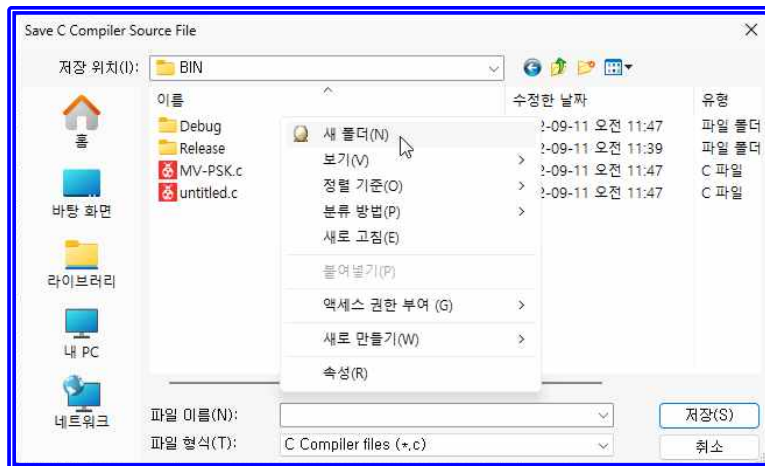 Save C Compiler Source File
저장 위치(I): BIN
이름 수정한 날짜 유형
Debug 2-09-11 오전 11:47 파일 폴더
Release 2-09-11 오전 11:39 파일 폴더
MV-PSK.c 2-09-11 오전 11:47 C 파일
untitled.c 2-09-11 오전 11:47 C 파일
홈
바탕 화면
라이브러리
내 PC
네트워크
새 폴더(N)
보기(V)
정렬 기준(O)
분류 방법(P)
새로 고침(E)
붙여넣기(P)
액세스 권한 부여 (G)
새로 만들기(W)
속성(R)
파일 이름(N): 저장(S)
파일 형식(T): C Compiler files (*,c) 취소